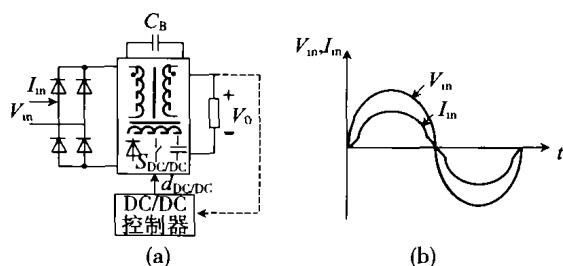 C_B
I_in
V_in
+
V_0
−
S_DC/DC
d_DC/DC
DC/DC
控制器
(a)
V_in,I_in
V_in
I_in
t
(b)